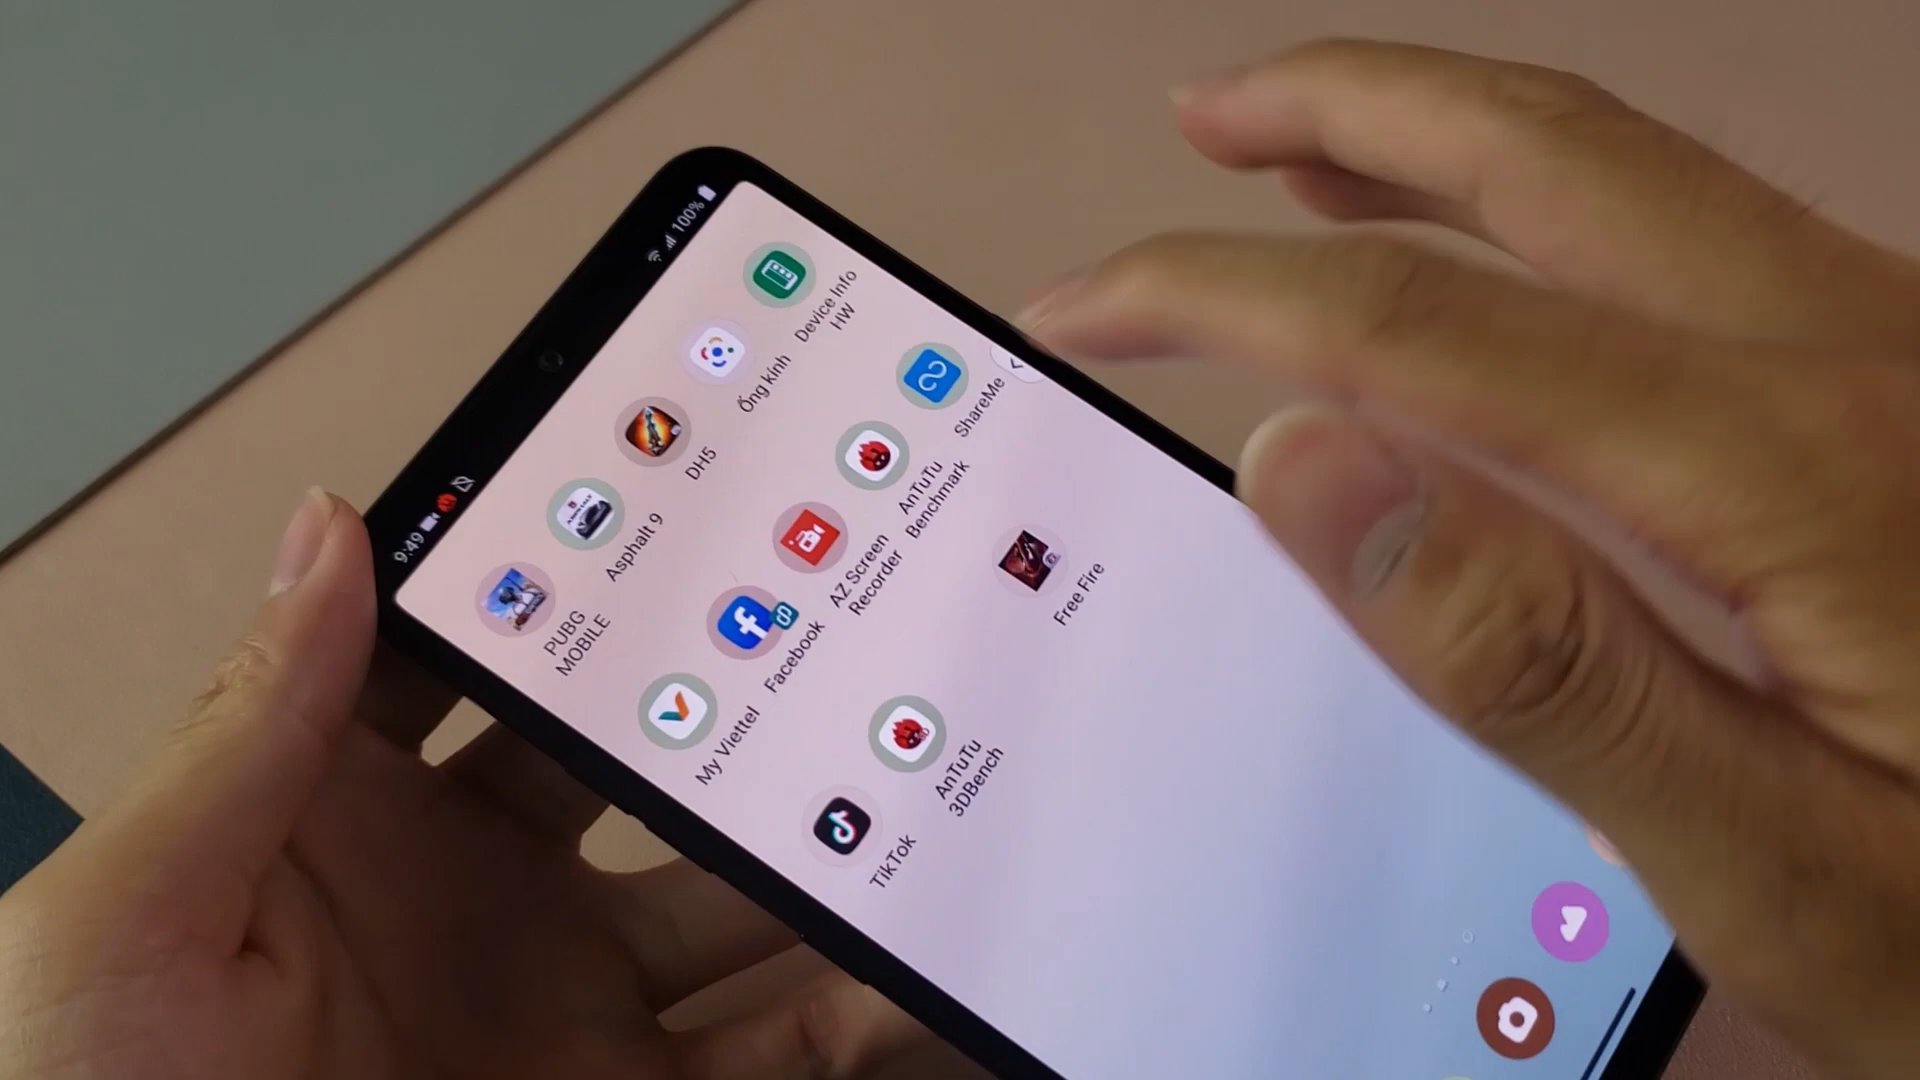 9:49
100%
PUBG
MOBILE
Asphalt 9
DH5
Ống kính
Device Info
HW
My Viettel
Facebook
AZ Screen
Recorder
AnTuTu
Benchmark
ShareMe
TikTok
AnTuTu
3DBench
Free Fire